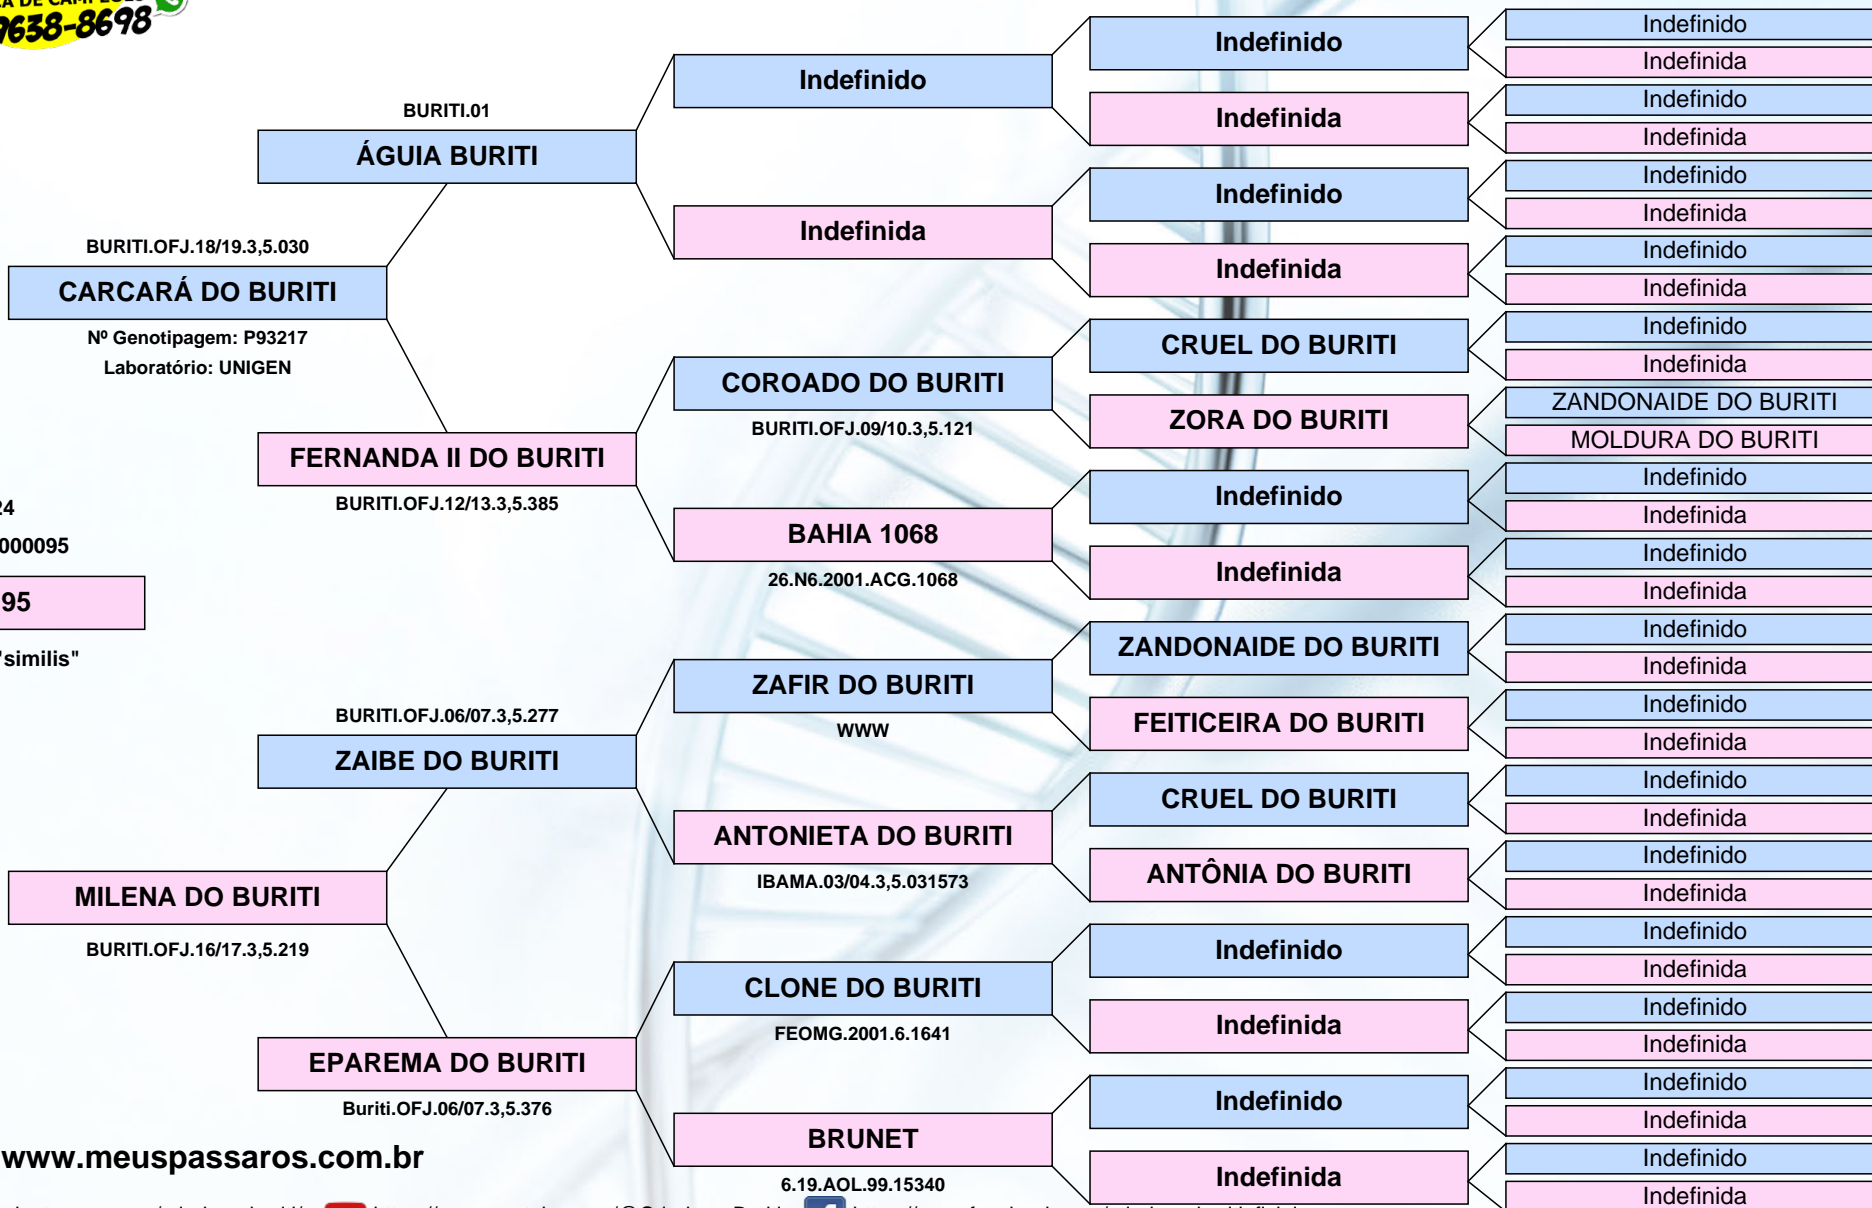 9638-8698
BURITI.01
ÁGUIA BURITI
BURITI.OFJ.18/19.3,5.030
CARCARÁ DO BURITI
Nº Genotipagem: P93217
Laboratório: UNIGEN
FERNANDA II DO BURITI
BURITI.OFJ.12/13.3,5.385
24
000095
95
"similis"
BURITI.OFJ.06/07.3,5.277
ZAIBE DO BURITI
MILENA DO BURITI
BURITI.OFJ.16/17.3,5.219
EPAREMA DO BURITI
Buriti.OFJ.06/07.3,5.376
www.meuspassaros.com.br
Indefinido
Indefinida
COROADO DO BURITI
BURITI.OFJ.09/10.3,5.121
BAHIA 1068
26.N6.2001.ACG.1068
ZAFIR DO BURITI
WWW
ANTONIETA DO BURITI
IBAMA.03/04.3,5.031573
CLONE DO BURITI
FEOMG.2001.6.1641
BRUNET
6.19.AOL.99.15340
Indefinido
Indefinida
Indefinido
Indefinida
CRUEL DO BURITI
ZORA DO BURITI
Indefinido
Indefinida
ZANDONAIDE DO BURITI
FEITICEIRA DO BURITI
CRUEL DO BURITI
ANTÔNIA DO BURITI
Indefinido
Indefinida
Indefinido
Indefinida
Indefinido
Indefinida
Indefinido
Indefinida
Indefinido
Indefinida
Indefinido
Indefinida
Indefinido
Indefinida
ZANDONAIDE DO BURITI
MOLDURA DO BURITI
Indefinido
Indefinida
Indefinido
Indefinida
Indefinido
Indefinida
Indefinido
Indefinida
Indefinido
Indefinida
Indefinido
Indefinida
Indefinido
Indefinida
Indefinido
Indefinida
Indefinido
Indefinida
Indefinido
Indefinida